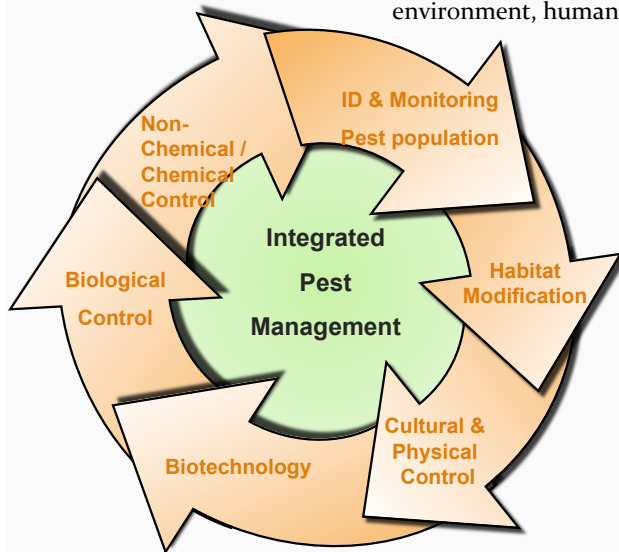 environment, human
ID & Monitoring
Pest population
Habitat
Modification
Cultural &
Physical
Control
Biotechnology
Biological
Control
Non-
Chemical /
Chemical
Control
Integrated
Pest
Management